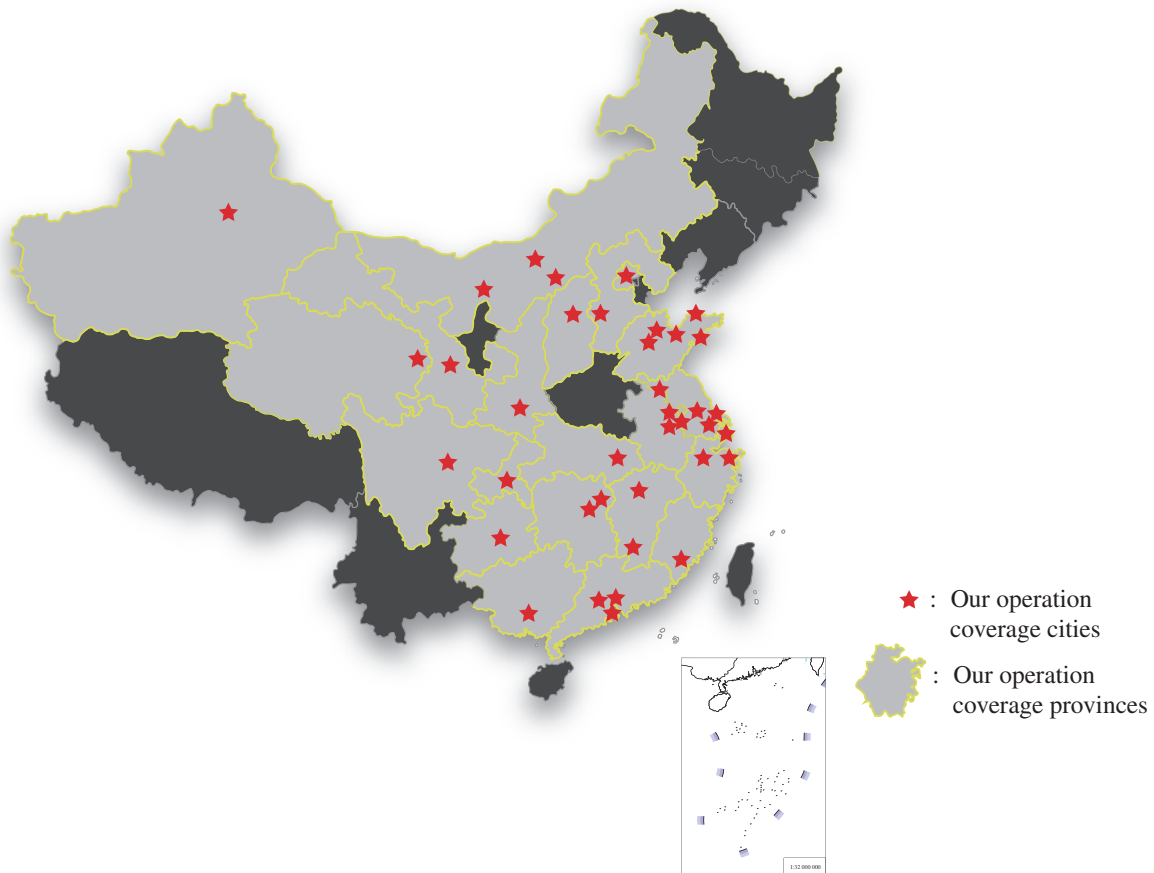 : Our operation
coverage cities
: Our operation
coverage provinces
1:32 000 000